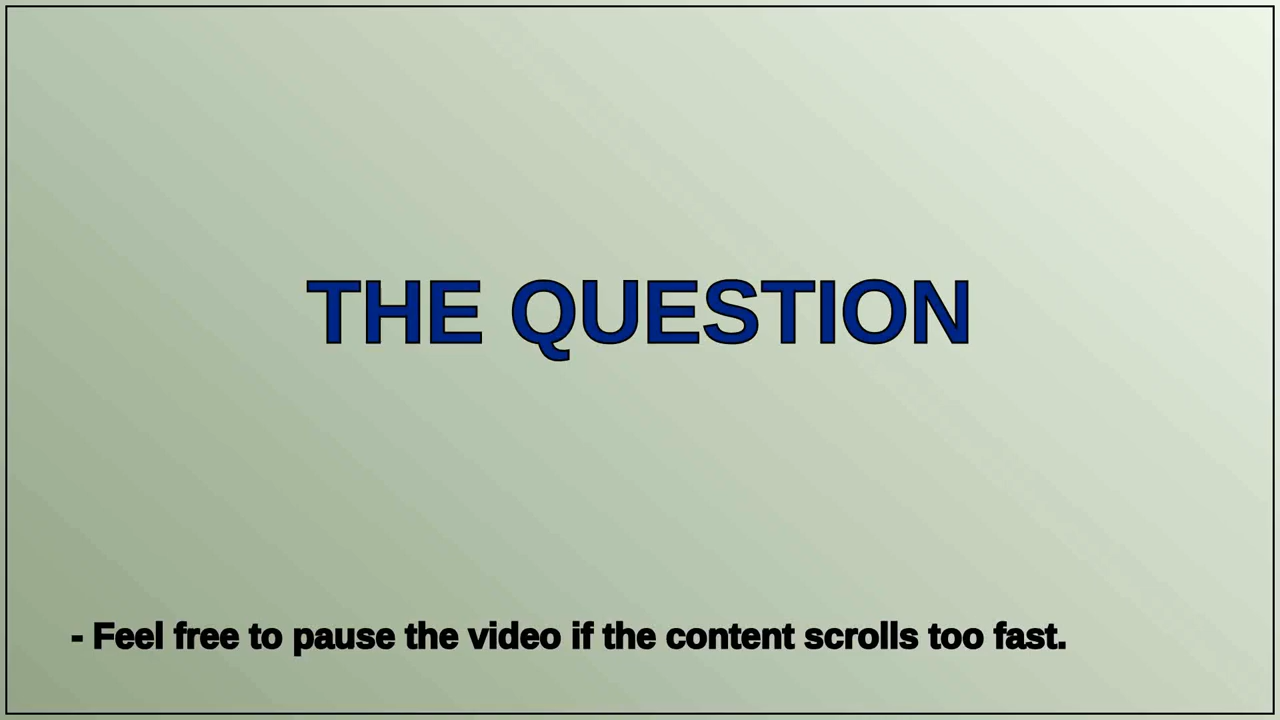 THE QUESTION
- Feel free to pause the video if the content scrolls too fast.